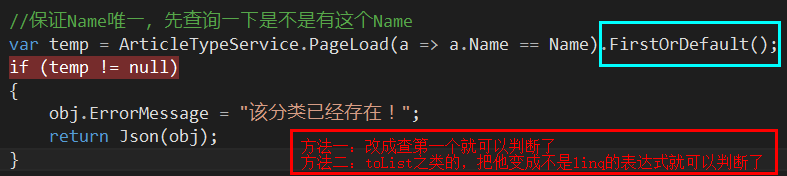 //保证Name唯一，先查询一下是不是有这个Name
var temp = ArticleTypeService.PageLoad(a => a.Name == Name).FirstOrDefault();
if (temp != null)
{
obj.ErrorMessage = "该分类已经存在！";
return Json(obj);
}
方法一：改成查第一个就可以判断了
方法二：toList之类的，把他变成不是linq的表达式就可以判断了